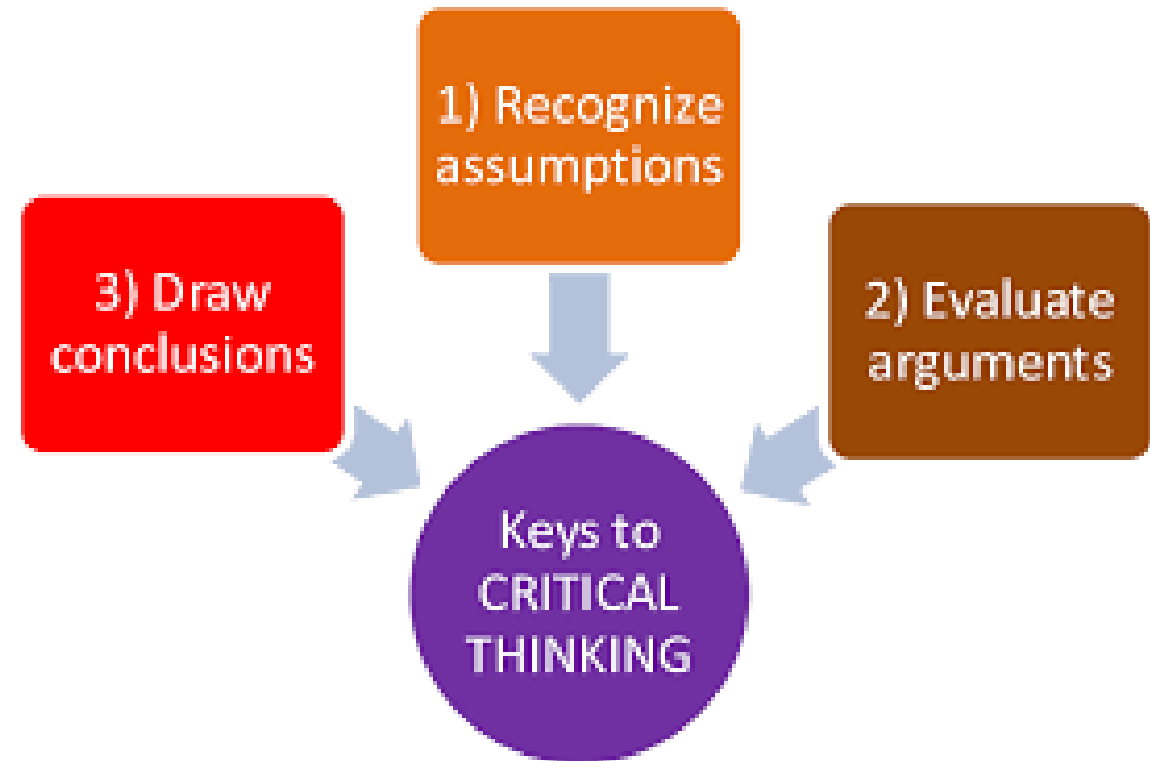 1) Recognize
assumptions
3) Draw
conclusions
2) Evaluate
arguments
Keys to
CRITICAL
THINKING